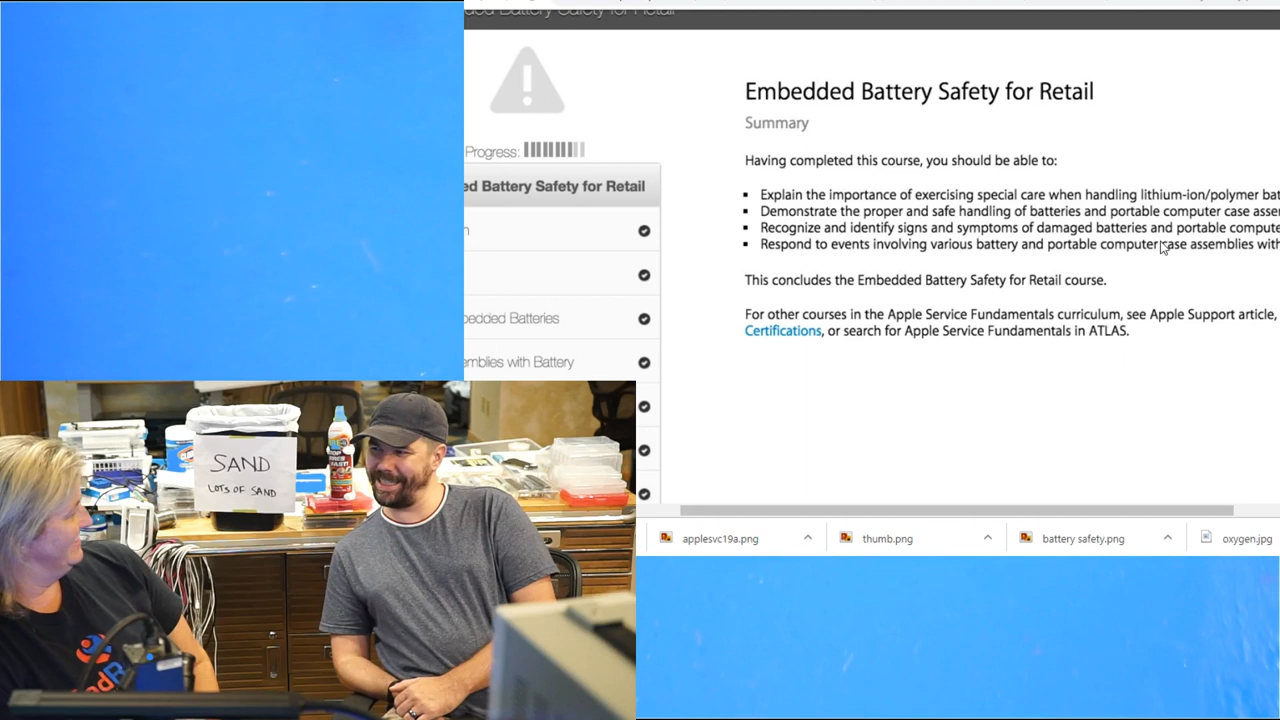 Embedded Battery Safety for Retail
Summary
Progress:
Having completed this course, you should be able to:
ed Battery Safety for Retail
Explain the importance of exercising special care when handling lithium-ion/polymer bat
Demonstrate the proper and safe handling of batteries and portable computer case asse
Recognize and identify signs and symptoms of damaged batteries and portable compute
Respond to events involving various battery and portable computer case assemblies with
This concludes the Embedded Battery Safety for Retail course.
For other courses in the Apple Service Fundamentals curriculum, see Apple Support article,
Certifications, or search for Apple Service Fundamentals in ATLAS.
bedded Batteries
emblies with Battery
SAND
LOTS OF SAND
applesvc19a.png
thumb.png
battery safety.png
oxygen.jpg